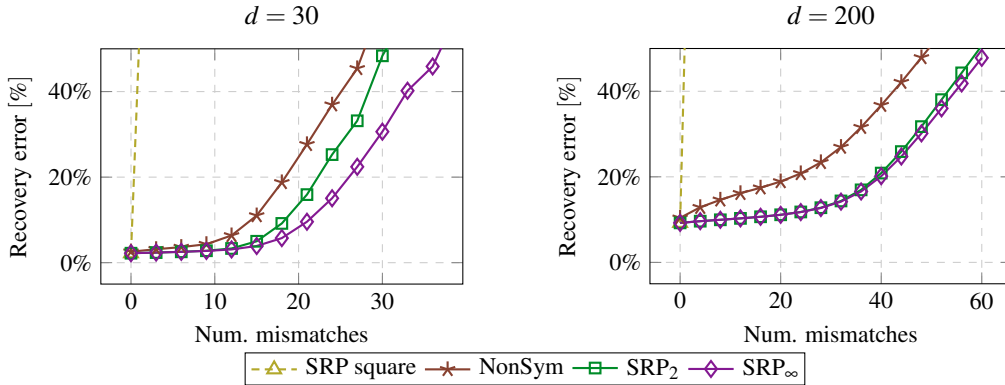 d = 30
d = 200
Recovery error [%]
40%
20%
0%
0 10 20 30
Num. mismatches
Recovery error [%]
40%
20%
0%
0 20 40 60
Num. mismatches
SRP square NonSym SRP₂ SRP∞